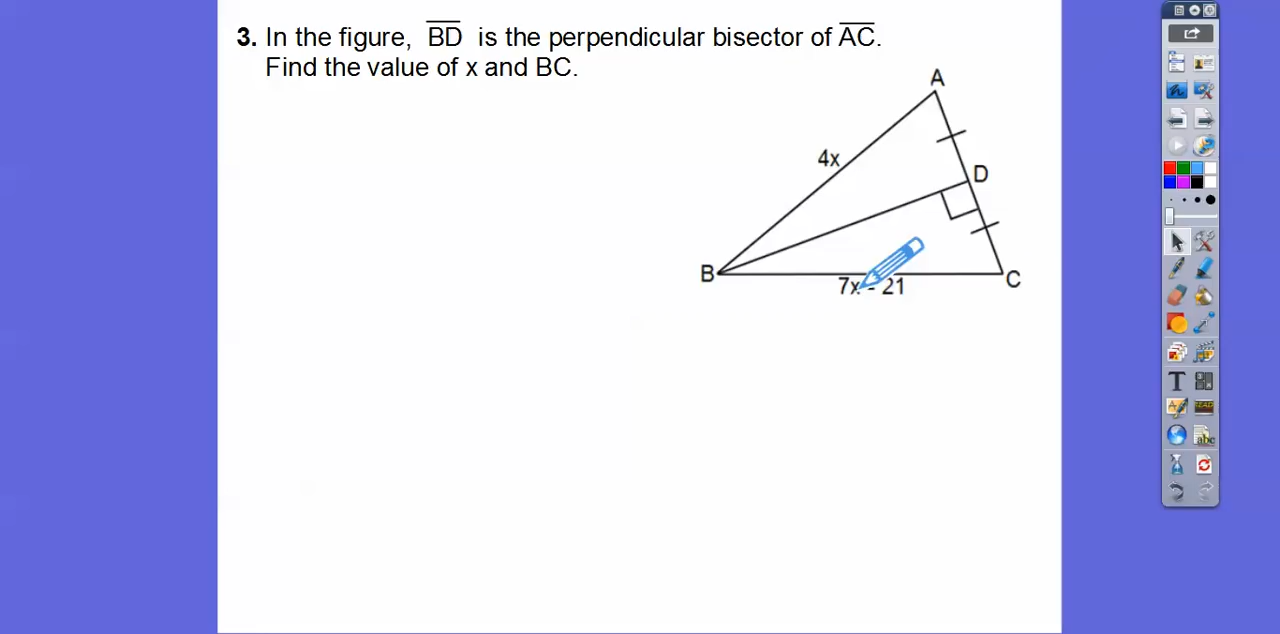 3. In the figure, BD is the perpendicular bisector of AC.
Find the value of x and BC.
A
4x
D
B
C
7x - 21